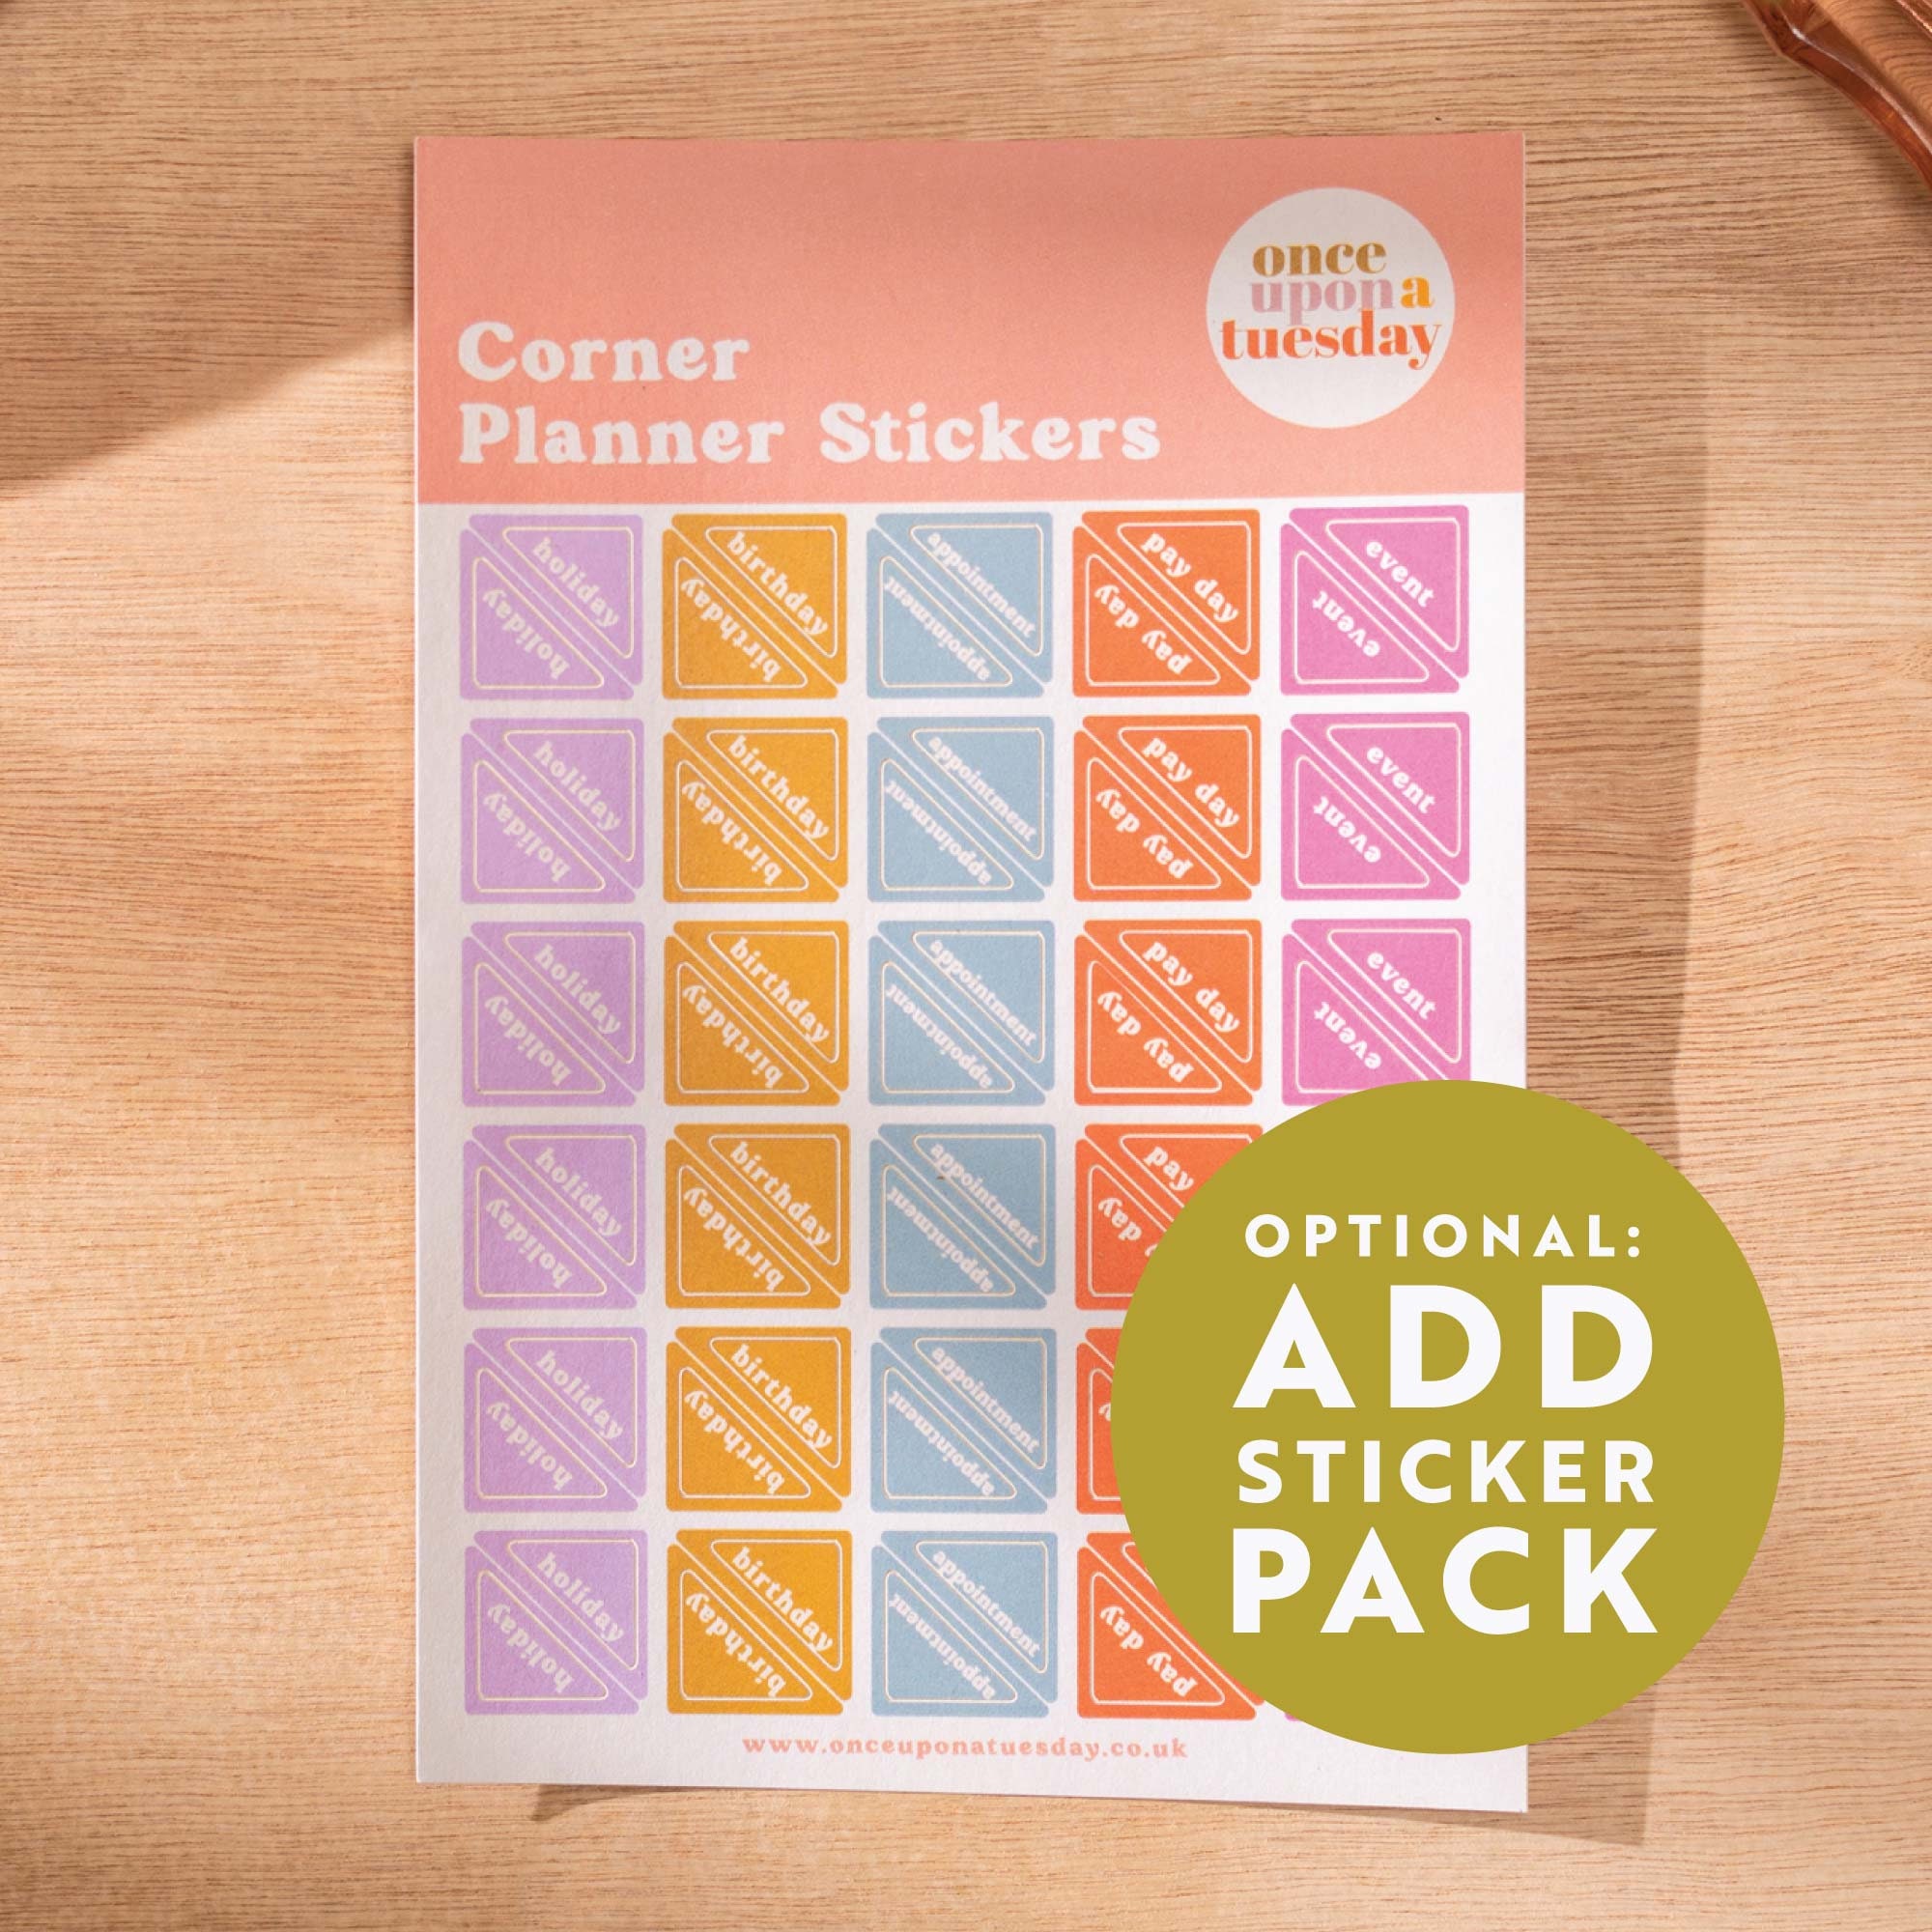 once
upon a
tuesday
Corner
Planner Stickers
holiday birthday appointment pay day event
holiday birthday appointment pay day event
holiday birthday appointment pay day event
holiday birthday appointment pay day event
holiday birthday appointment pay day event
holiday birthday appointment pay day event
holiday birthday appointment pay
holiday birthday appointment day
holiday birthday appointment
holiday birthday appointment
holiday birthday appointment
holiday birthday appointment pay day
OPTIONAL:
ADD
STICKER
PACK
www.onceuponatuesday.co.uk